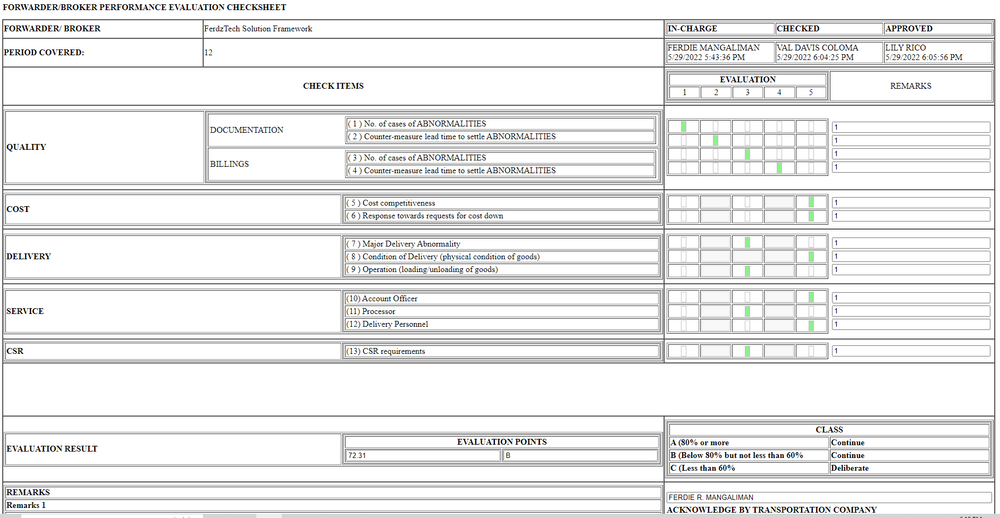 FORWARDER/BROKER PERFORMANCE EVALUATION CHECKSHEET
FORWARDER/ BROKER
FerdzTech Solution Framework
IN-CHARGE
CHECKED
APPROVED
PERIOD COVERED:
12
FERDIE MANGALIMAN
5/29/2022 5:43:36 PM
VAL DAVIS COLOMA
5/29/2022 6:04:25 PM
LILY RICO
5/29/2022 6:05:56 PM
CHECK ITEMS
EVALUATION
1 2 3 4 5
REMARKS
QUALITY
DOCUMENTATION
( 1 ) No. of cases of ABNORMALITIES
1
( 2 ) Counter-measure lead time to settle ABNORMALITIES
1
BILLINGS
( 3 ) No. of cases of ABNORMALITIES
1
( 4 ) Counter-measure lead time to settle ABNORMALITIES
1
COST
( 5 ) Cost competitiveness
1
( 6 ) Response towards requests for cost down
1
DELIVERY
( 7 ) Major Delivery Abnormality
1
( 8 ) Condition of Delivery (physical condition of goods)
1
( 9 ) Operation (loading/unloading of goods)
1
SERVICE
(10) Account Officer
1
(11) Processor
1
(12) Delivery Personnel
1
CSR
(13) CSR requirements
1
EVALUATION RESULT
EVALUATION POINTS
72.31
B
CLASS
A (80% or more
Continue
B (Below 80% but not less than 60%
Continue
C (Less than 60%
Deliberate
REMARKS
Remarks 1
FERDIE R. MANGALIMAN
ACKNOWLEDGE BY TRANSPORTATION COMPANY